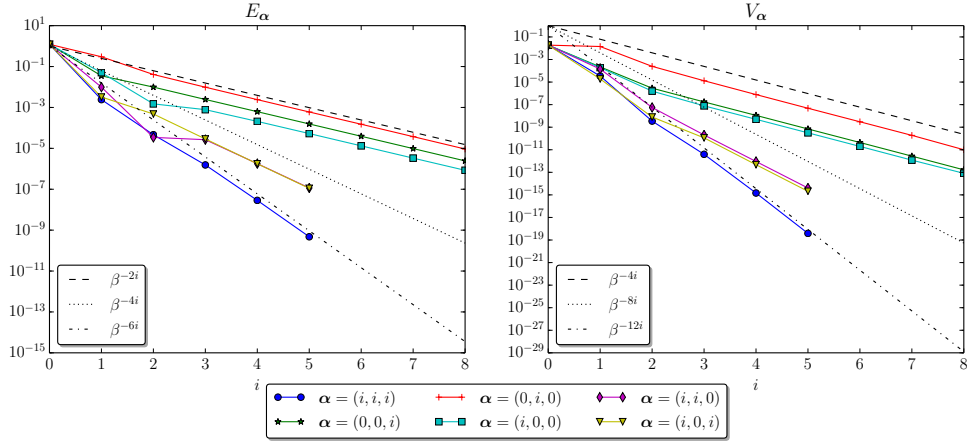 E_α
10^1
10^−1
10^−3
10^−5
10^−7
10^−9
10^−11
10^−13
10^−15
0 1 2 3 4 5 6 7 8
i
β^−2i
β^−4i
β^−6i
V_α
10^−1
10^−3
10^−5
10^−7
10^−9
10^−11
10^−13
10^−15
10^−17
10^−19
10^−21
10^−23
10^−25
10^−27
10^−29
0 1 2 3 4 5 6 7 8
i
β^−4i
β^−8i
β^−12i
α = (i, i, i) α = (0, i, 0) α = (i, i, 0)
α = (0, 0, i) α = (i, 0, 0) α = (i, 0, i)